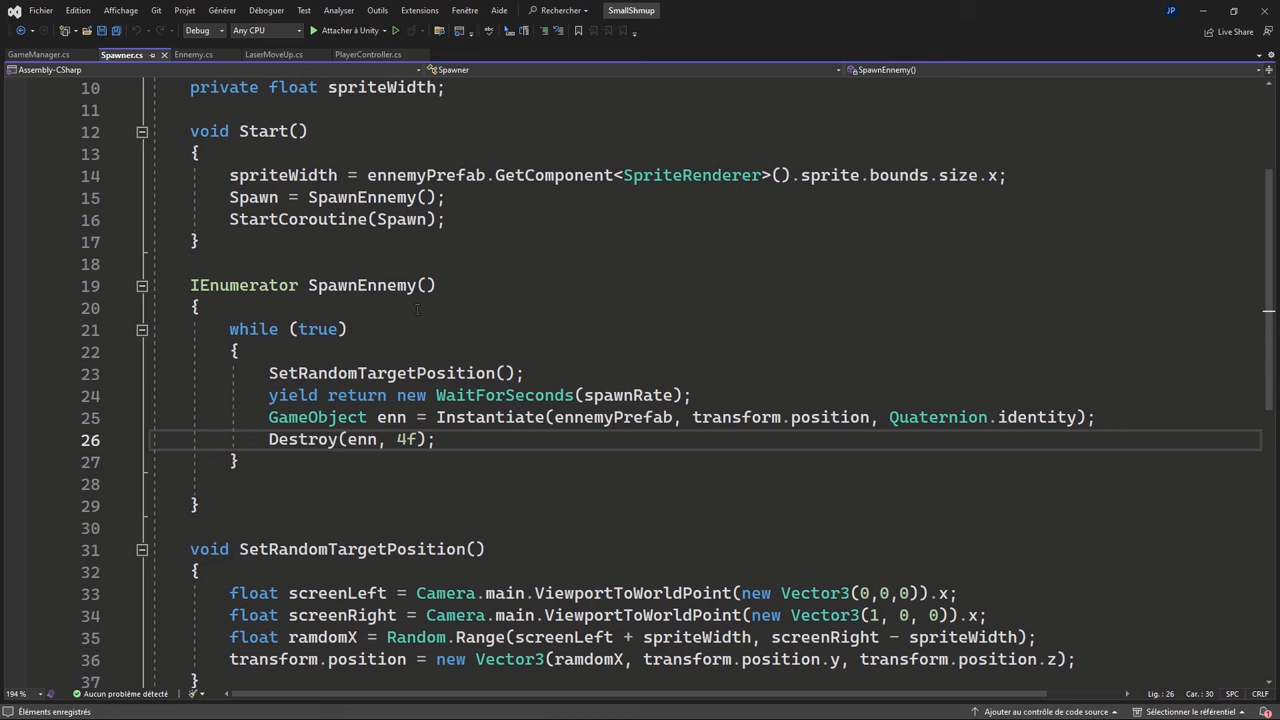 Fichier Edition Affichage Git Projet Générer Déboguer Test Analyser Outils Extensions Fenêtre Aide Rechercher SmallShmup JP
Debug Any CPU Attacher à Unity Live Share
GameManager.cs Spawner.cs Ennemy.cs LaserMoveUp.cs PlayerController.cs
Assembly-CSharp Spawner SpawnEnnemy()
10 private float spriteWidth;
11
12 void Start()
13 {
14 spriteWidth = ennemyPrefab.GetComponent<SpriteRenderer>().sprite.bounds.size.x;
15 Spawn = SpawnEnnemy();
16 StartCoroutine(Spawn);
17 }
18
19 IEnumerator SpawnEnnemy()
20 {
21 while (true)
22 {
23 SetRandomTargetPosition();
24 yield return new WaitForSeconds(spawnRate);
25 GameObject enn = Instantiate(ennemyPrefab, transform.position, Quaternion.identity);
26 Destroy(enn, 4f);
27 }
28
29 }
30
31 void SetRandomTargetPosition()
32 {
33 float screenLeft = Camera.main.ViewportToWorldPoint(new Vector3(0,0,0)).x;
34 float screenRight = Camera.main.ViewportToWorldPoint(new Vector3(1, 0, 0)).x;
35 float ramdomX = Random.Range(screenLeft + spriteWidth, screenRight - spriteWidth);
36 transform.position = new Vector3(ramdomX, transform.position.y, transform.position.z);
37 }
194 % Aucun problème détecté Lig. : 26 Car. : 30 SPC CRLF
Éléments enregistrés Ajouter au contrôle de code source Sélectionner le référentiel 1